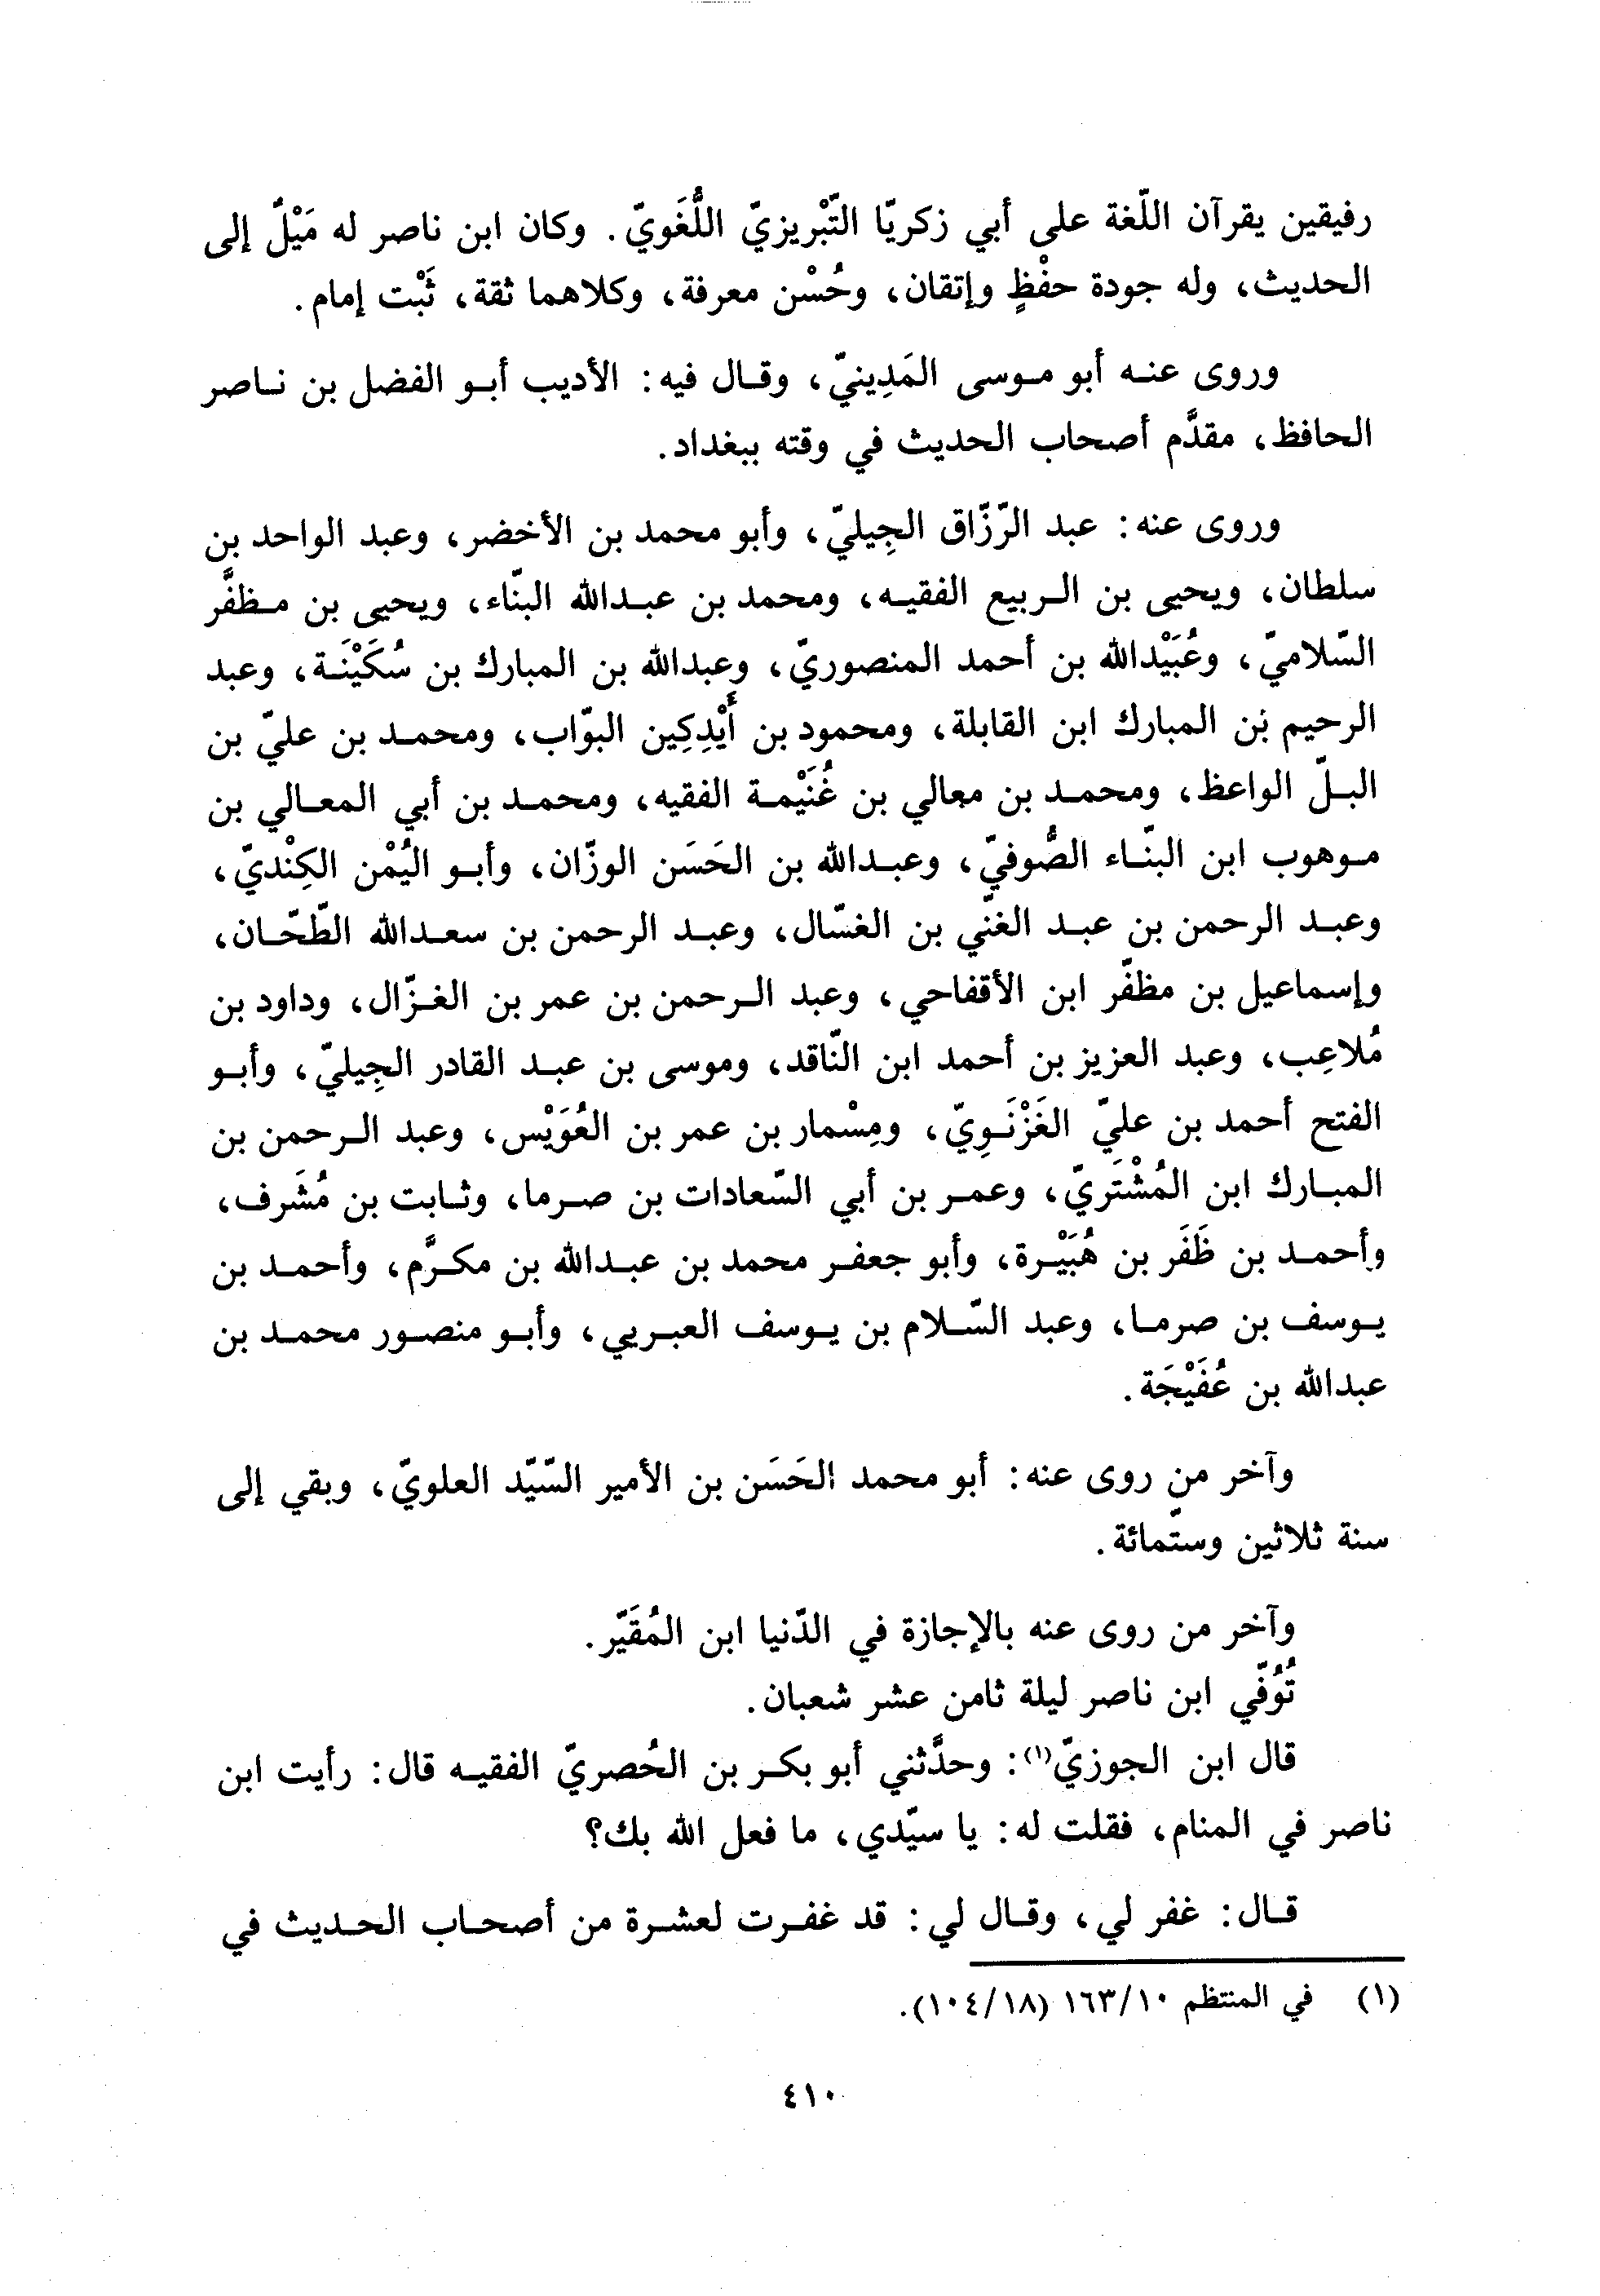 رفيقين يقرآن اللّغة على أبي زكريّا التّبْريزيّ اللُّغَويّ. وكان ابن ناصر له مَيْلٌ إلى
الحديث، وله جودة حفْظٍ وإتقان، وحُسْن معرفة، وكلاهما ثقة، ثَبْت إمام.
وروى عنه أبو موسى المَدِينيّ، وقال فيه: الأديب أبو الفضل بن ناصر
الحافظ، مقدَّم أصحاب الحديث في وقته ببغداد.
وروى عنه: عبد الرّزّاق الجِيليّ، وأبو محمد بن الأخضر، وعبد الواحد بن
سلطان، ويحيى بن الربيع الفقيه، ومحمد بن عبدالله البنّاء، ويحيى بن مظفَّر
السّلاميّ، وعُبَيْدالله بن أحمد المنصوريّ، وعبدالله بن المبارك بن سُكَيْنَة، وعبد
الرحيم بن المبارك ابن القابلة، ومحمود بن أَيْدِكِين البوّاب، ومحمد بن عليّ بن
البلّ الواعظ، ومحمد بن معالي بن غُنَيْمة الفقيه، ومحمد بن أبي المعالي بن
موهوب ابن البنّاء الصُّوفيّ، وعبدالله بن الحَسَن الوزّان، وأبو اليُمْن الكِنْديّ،
وعبد الرحمن بن عبد الغنّي بن الغسّال، وعبد الرحمن بن سعدالله الطّحّان،
وإسماعيل بن مظفّر ابن الأقفاحي، وعبد الرحمن بن عمر بن الغزّال، وداود بن
مُلاعِب، وعبد العزيز بن أحمد ابن النّاقد، وموسى بن عبد القادر الجِيليّ، وأبو
الفتح أحمد بن عليّ الغَزْنَوِيّ، ومِسْمار بن عمر بن العُوَيْس، وعبد الرحمن بن
المبارك ابن المُشْتَريّ، وعمر بن أبي السّعادات بن صرما، وثابت بن مُشَرف،
وأحمد بن ظَفَر بن هُبَيْرة، وأبو جعفر محمد بن عبدالله بن مكرَّم، وأحمد بن
يوسف بن صرما، وعبد السّلام بن يوسف العبريي، وأبو منصور محمد بن
عبدالله بن عُفَيْجَة.
وآخر من روى عنه: أبو محمد الحَسَن بن الأمير السّيّد العلويّ، وبقي إلى
سنة ثلاثين وستّمائة.
وآخر من روى عنه بالإجازة في الدّنيا ابن المُقَيّر.
تُوُفّي ابن ناصر ليلة ثامن عشر شعبان.
قال ابن الجوزيّ(١): وحدَّثني أبو بكر بن الحُصريّ الفقيه قال: رأيت ابن
ناصر في المنام، فقلت له: يا سيّدي، ما فعل الله بك؟
قال: غفر لي، وقال لي: قد غفرت لعشرة من أصحاب الحديث في
(١) في المنتظم ١٦٣/١٠ (١٠٤/١٨).
٤١٠